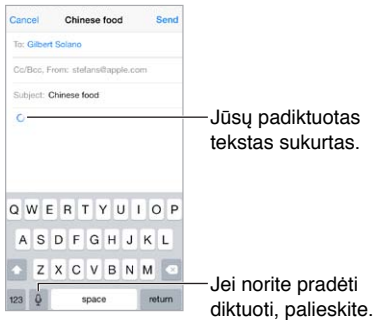 Cancel Chinese food Send
To: Gilbert Solano
Cc/Bcc, From: stefans@apple.com
Subject: Chinese food
Jūsų padiktuotas
tekstas sukurtas.
Q W E R T Y U I O P
A S D F G H J K L
Z X C V B N M
123 space return
Jei norite pradėti
diktuoti, palieskite.